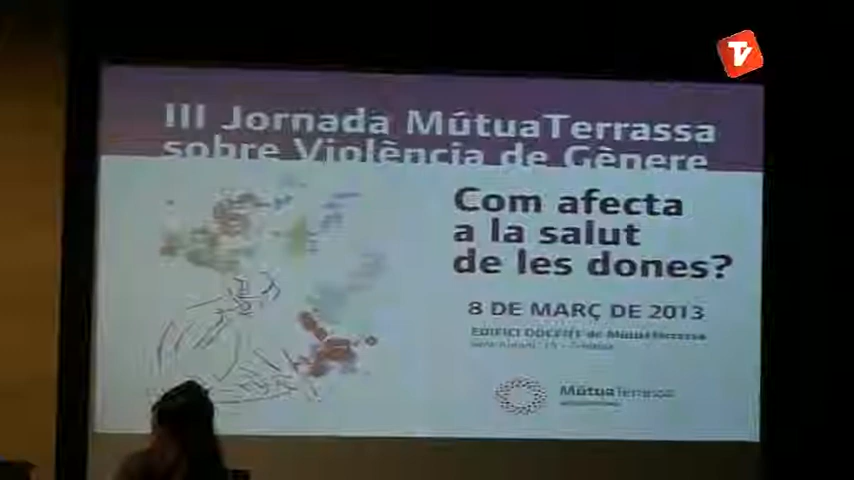 TV
III Jornada MútuaTerrassa
sobre Violència de Gènere
Com afecta
a la salut
de les dones?
8 DE MARÇ DE 2013
EDIFICI DOCENT de MútuaTerrassa
MútuaTerrassa